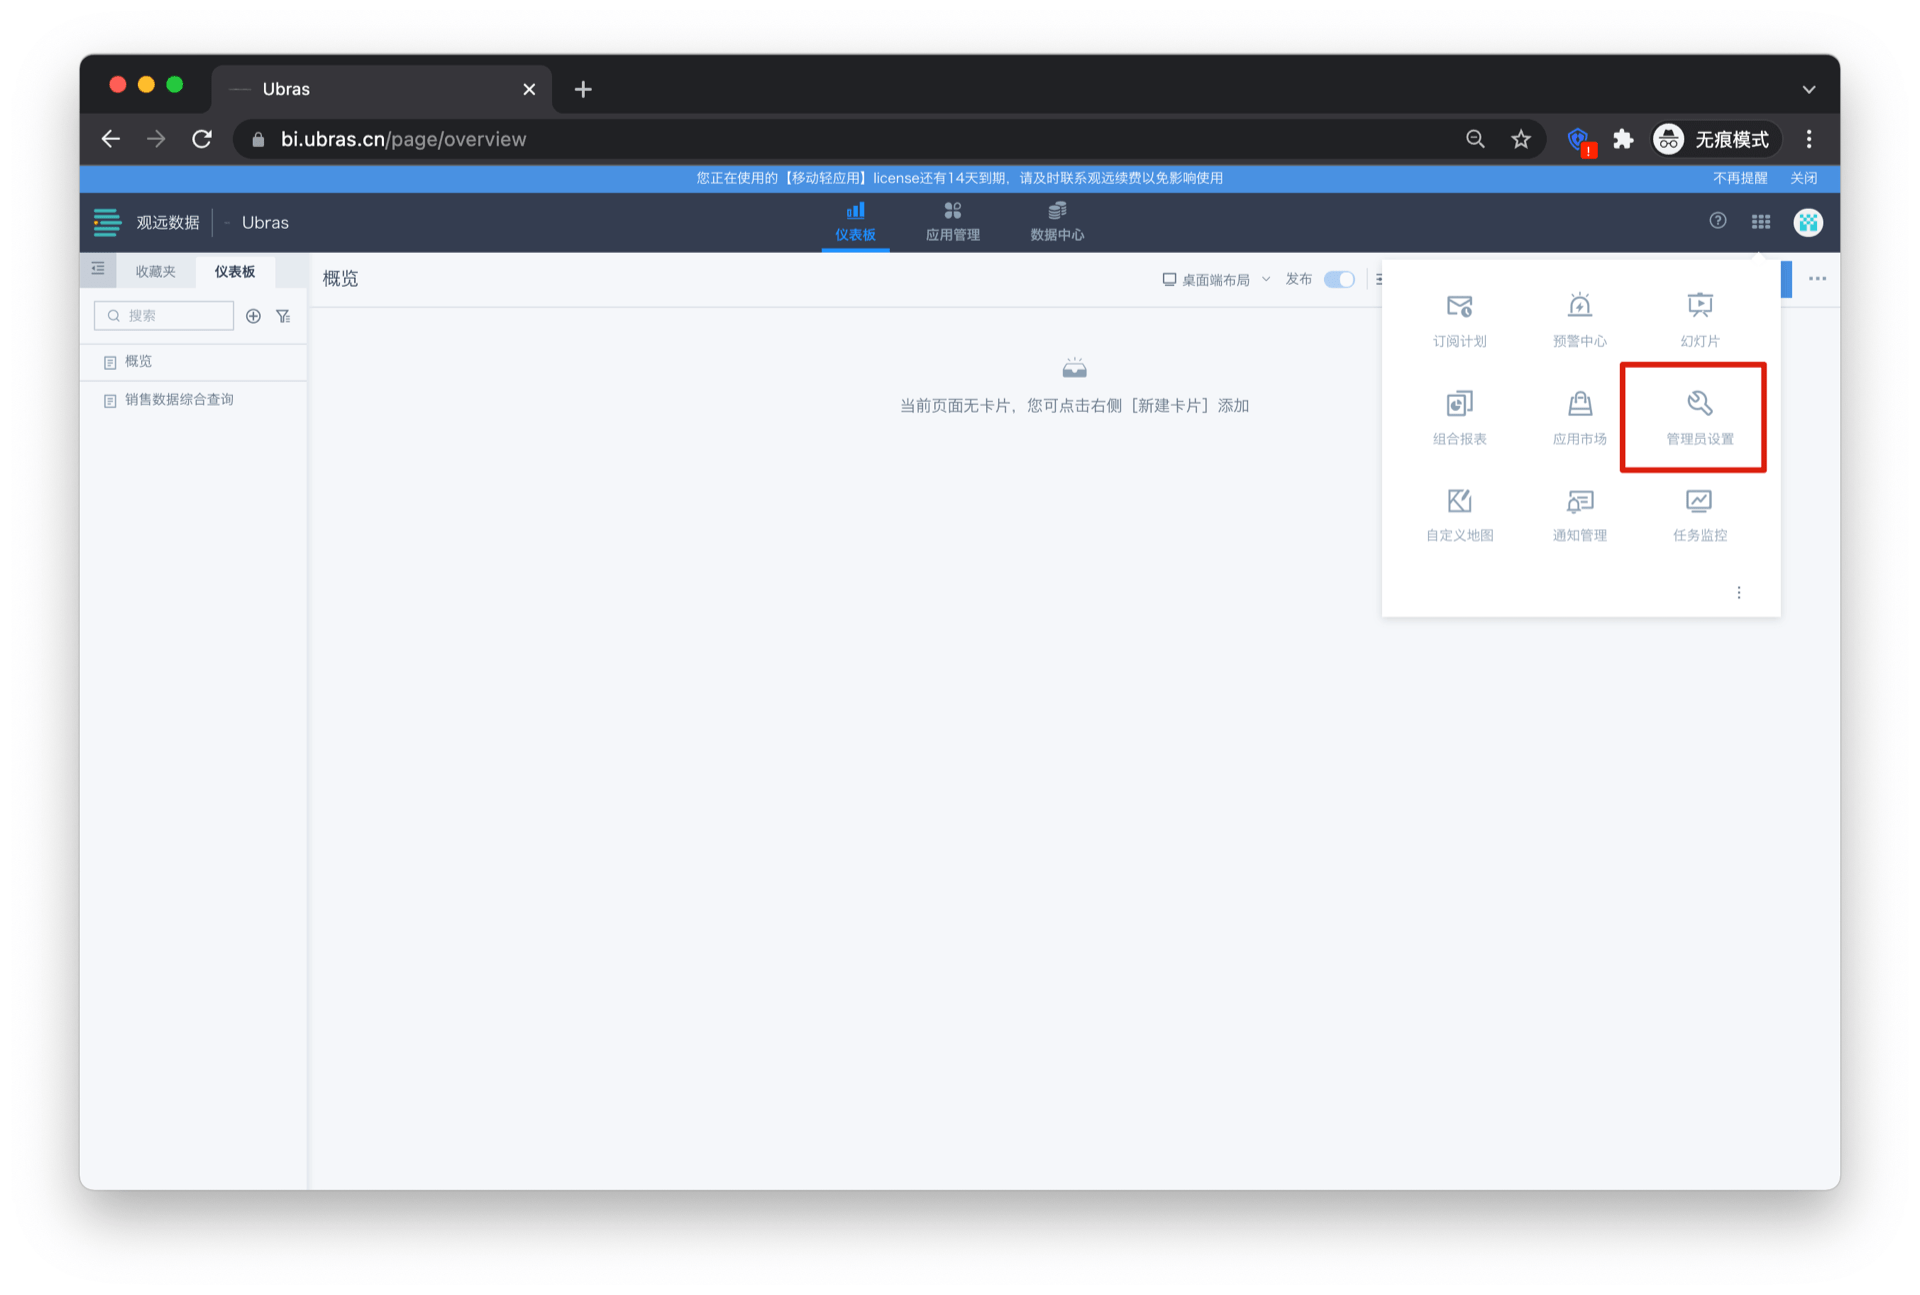 Ubras
bi.ubras.cn/page/overview
无痕模式
您正在使用的【移动轻应用】license还有14天到期，请及时联系观远续费以免影响使用
不再提醒
关闭
观远数据
- Ubras
仪表板
应用管理
数据中心
收藏夹
仪表板
概览
桌面端布局
发布
搜索
概览
销售数据综合查询
当前页面无卡片，您可点击右侧［新建卡片］添加
订阅计划
预警中心
幻灯片
组合报表
应用市场
管理员设置
自定义地图
通知管理
任务监控